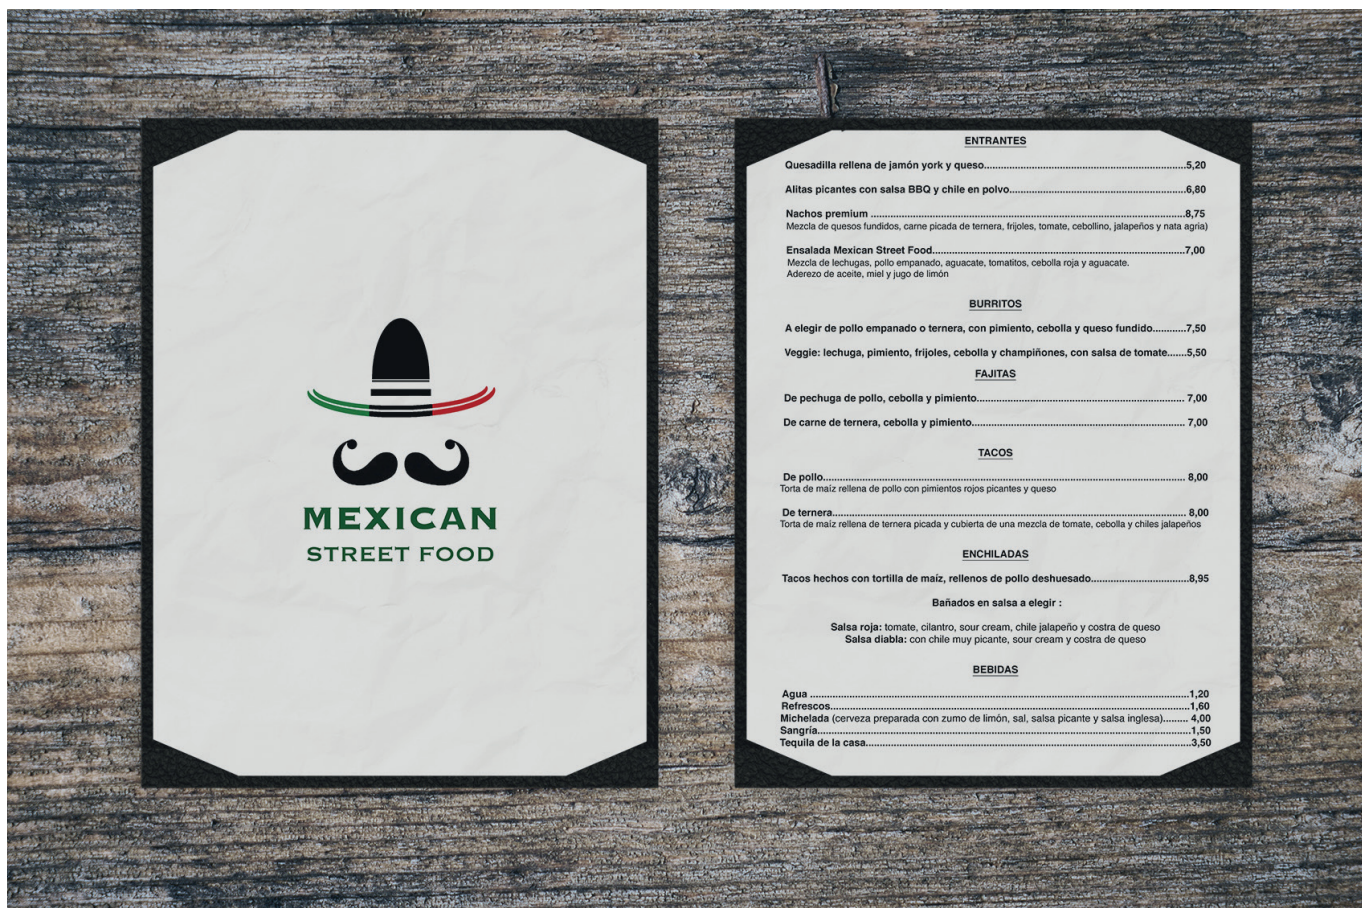 MEXICAN
STREET FOOD
ENTRANTES
Quesadilla rellena de jamón york y queso....................................................................5,20
Alitas picantes con salsa BBQ y chile en polvo............................................................6,80
Nachos premium ..........................................................................................................8,75
Mezcla de quesos fundidos, carne picada de ternera, frijoles, tomate, cebollino, jalapeños y nata agria)
Ensalada Mexican Street Food.....................................................................................7,00
Mezcla de lechugas, pollo empanado, aguacate, tomatitos, cebolla roja y aguacate.
Aderezo de aceite, miel y jugo de limón
BURRITOS
A elegir de pollo empanado o ternera, con pimiento, cebolla y queso fundido...........7,50
Veggie: lechuga, pimiento, frijoles, cebolla y champiñones, con salsa de tomate.......5,50
FAJITAS
De pechuga de pollo, cebolla y pimiento...................................................................... 7,00
De carne de ternera, cebolla y pimiento........................................................................ 7,00
TACOS
De pollo.......................................................................................................................... 8,00
Torta de maíz rellena de pollo con pimientos rojos picantes y queso
De ternera....................................................................................................................... 8,00
Torta de maíz rellena de ternera picada y cubierta de una mezcla de tomate, cebolla y chiles jalapeños
ENCHILADAS
Tacos hechos con tortilla de maíz, rellenos de pollo deshuesado.................................8,95
Bañados en salsa a elegir :
Salsa roja: tomate, cilantro, sour cream, chile jalapeño y costra de queso
Salsa diabla: con chile muy picante, sour cream y costra de queso
BEBIDAS
Agua ................................................................................................................................1,20
Refrescos.........................................................................................................................1,60
Michelada (cerveza preparada con zumo de limón, sal, salsa picante y salsa inglesa)......... 4,00
Sangría.............................................................................................................................1,50
Tequila de la casa..............................................................................................................3,50